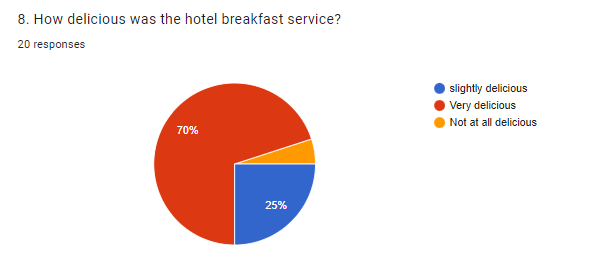 8. How delicious was the hotel breakfast service?
20 responses
slightly delicious
Very delicious
Not at all delicious
70%
25%